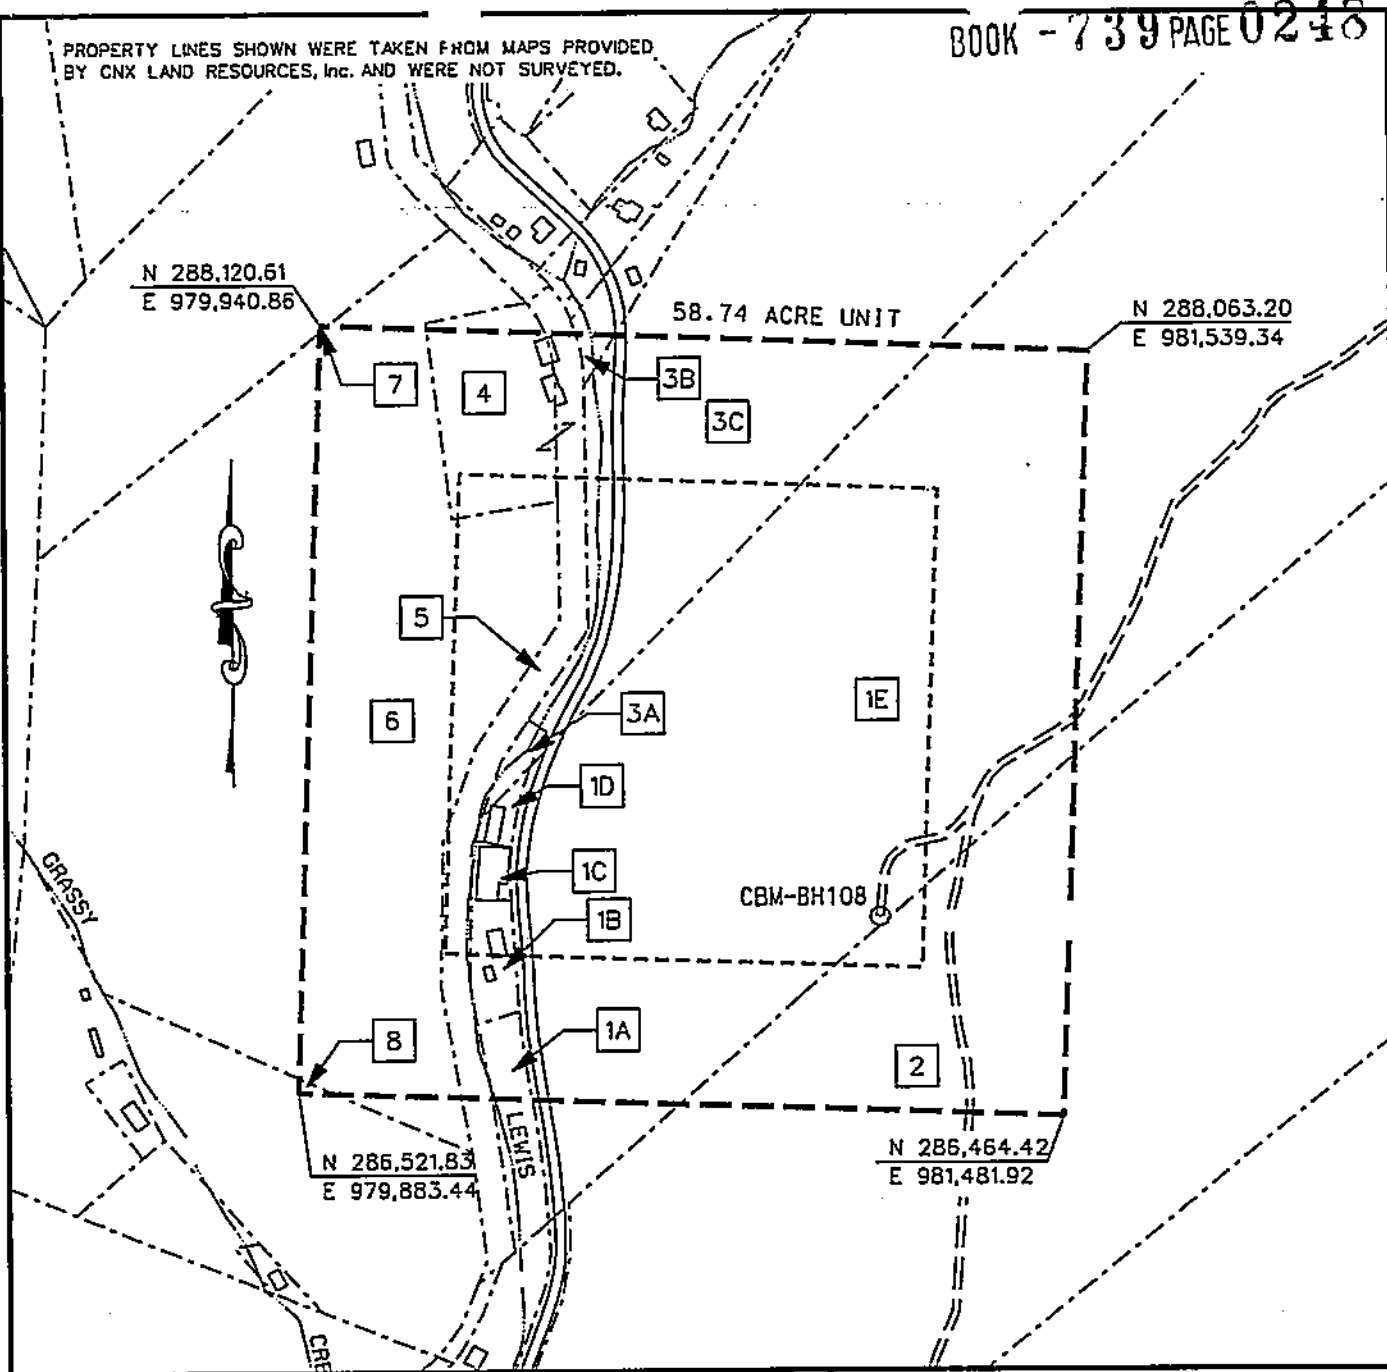 BOOK - 739 PAGE 0248
PROPERTY LINES SHOWN WERE TAKEN FROM MAPS PROVIDED
BY CNX LAND RESOURCES, Inc. AND WERE NOT SURVEYED.
N 288,120.61
E 979,940.86
58.74 ACRE UNIT
N 288,063.20
E 981,539.34
7
4
3B
3C
5
6
3A
1E
1D
1C
CBM-BH108
1B
1A
8
2
GRASSY
LEWIS
N 286,521.83
E 979,883.44
N 286,464.42
E 981,481.92
CRE